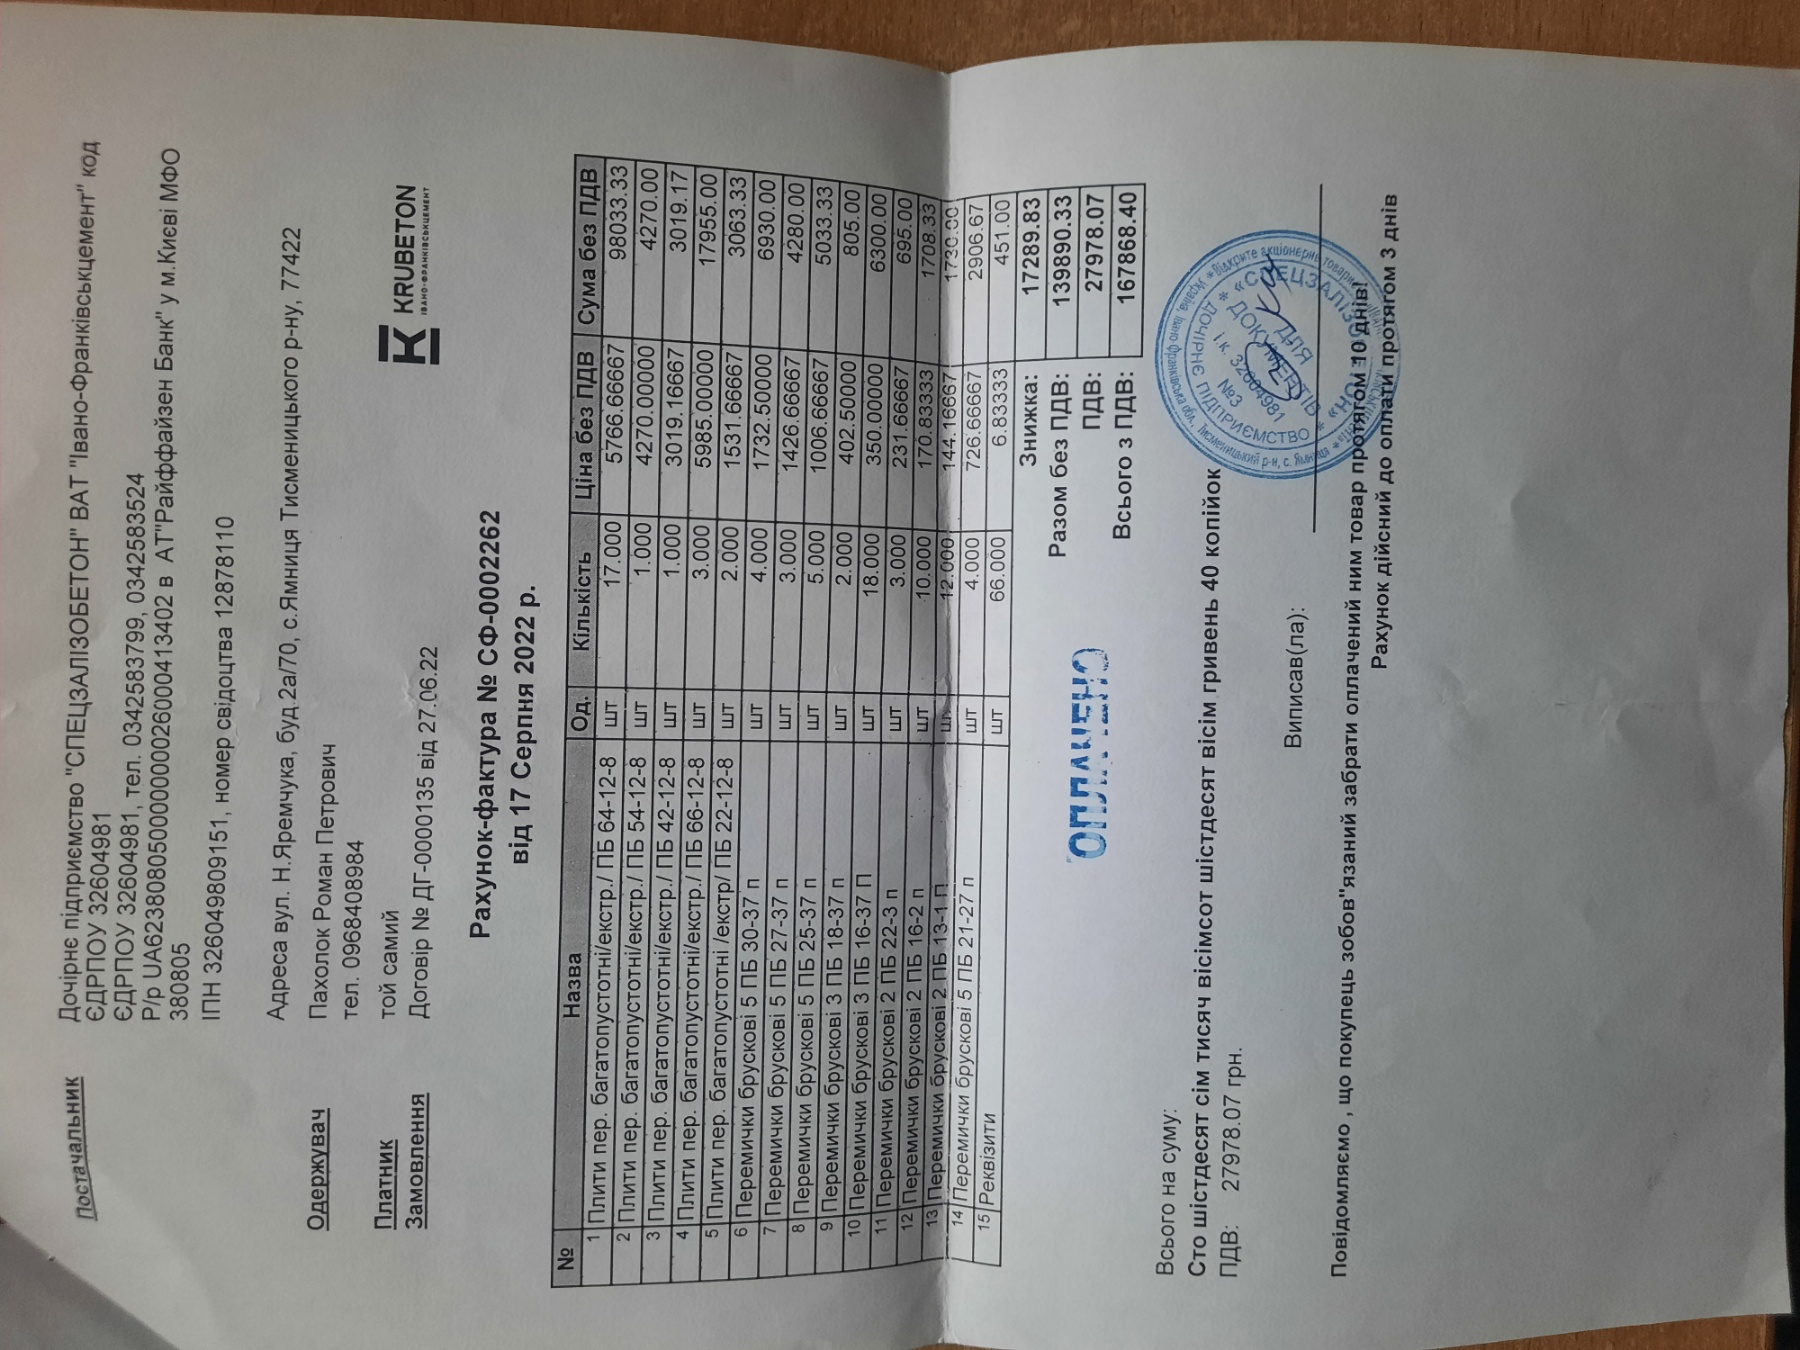 Постачальник Дочірнє підприємство "СПЕЦЗАЛІЗОБЕТОН" ВАТ "Івано-Франківськцемент" код
ЄДРПОУ 32604981
ЄДРПОУ 32604981, тел. 0342583799, 0342583524
Р/р UA623808050000000026000413402 в АТ"Райффайзен Банк" у м.Києві МФО
380805
ІПН 326049809151, номер свідоцтва 12878110
Адреса вул. Н.Яремчука, буд.2а/70, с.Ямниця Тисменицького р-ну, 77422
Одержувач Пахолок Роман Петрович
тел. 0968408984
Платник той самий
Замовлення Договір № ДГ-0000135 від 27.06.22
KRUBETON
ІВАНО-ФРАНКІВСЬКЦЕМЕНТ
Рахунок-фактура № СФ-0002262
від 17 Серпня 2022 р.
№ Назва Од. Кількість Ціна без ПДВ Сума без ПДВ
1 Плити пер. багатопустотні/екстр./ ПБ 64-12-8 шт 17.000 5766.66667 98033.33
2 Плити пер. багатопустотні/екстр./ ПБ 54-12-8 шт 1.000 4270.00000 4270.00
3 Плити пер. багатопустотні/екстр./ ПБ 42-12-8 шт 1.000 3019.16667 3019.17
4 Плити пер. багатопустотні/екстр./ ПБ 66-12-8 шт 3.000 5985.00000 17955.00
5 Плити пер. багатопустотні /екстр/ ПБ 22-12-8 шт 2.000 1531.66667 3063.33
6 Перемички брускові 5 ПБ 30-37 п шт 4.000 1732.50000 6930.00
7 Перемички брускові 5 ПБ 27-37 п шт 3.000 1426.66667 4280.00
8 Перемички брускові 5 ПБ 25-37 п шт 5.000 1006.66667 5033.33
9 Перемички брускові 3 ПБ 18-37 п шт 2.000 402.50000 805.00
10 Перемички брускові 3 ПБ 16-37 П шт 18.000 350.00000 6300.00
11 Перемички брускові 2 ПБ 22-3 п шт 3.000 231.66667 695.00
12 Перемички брускові 2 ПБ 16-2 п шт 10.000 170.83333 1708.33
13 Перемички брускові 2 ПБ 13-1 П шт 12.000 144.16667 1730.00
14 Перемички брускові 5 ПБ 21-27 п шт 4.000 726.66667 2906.67
15 Реквізити шт 66.000 6.83333 451.00
Знижка: 17289.83
Разом без ПДВ: 139890.33
ПДВ: 27978.07
Всього з ПДВ: 167868.40
ОПЛАЧЕНО
Всього на суму:
Сто шістдесят сім тисяч вісімсот шістдесят вісім гривень 40 копійок
ПДВ: 27978.07 грн.
Виписав(ла):
ДОЧІРНЄ ПІДПРИЄМСТВО
ДЛЯ
ДОКУМЕНТІВ
і.к. 32604981
№3
Повідомляємо , що покупець зобов"язаний забрати оплачений ним товар протягом 10 днів!
Рахунок дійсний до оплати протягом 3 днів